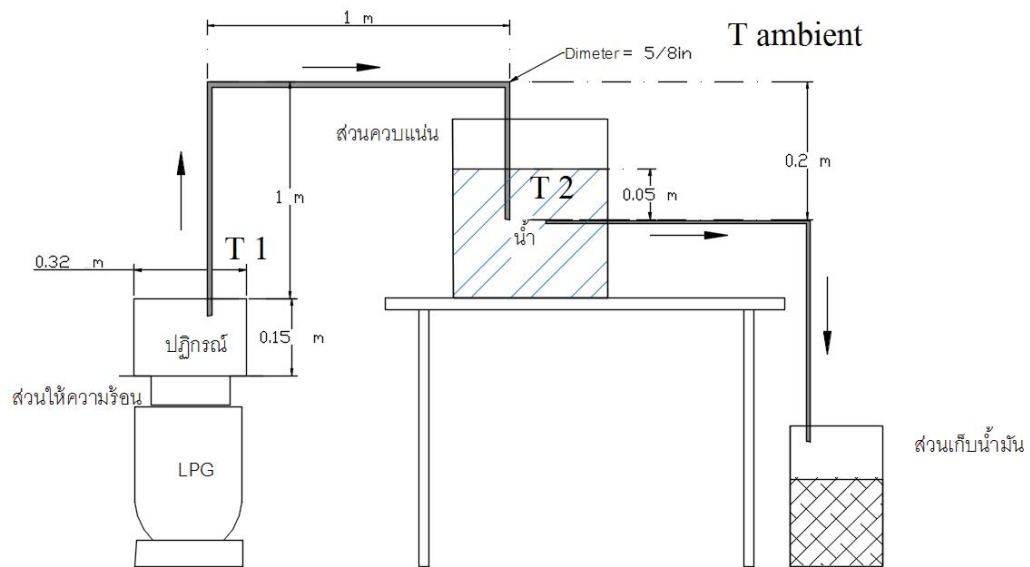 1 m
T ambient
Dimeter = 5/8in
ส่วนควบแน่น
0.2 m
T 2
0.05 m
1 m
น้ำ
T 1
0.32 m
ปฏิกรณ์
0.15 m
ส่วนให้ความร้อน
LPG
ส่วนเก็บน้ำมัน